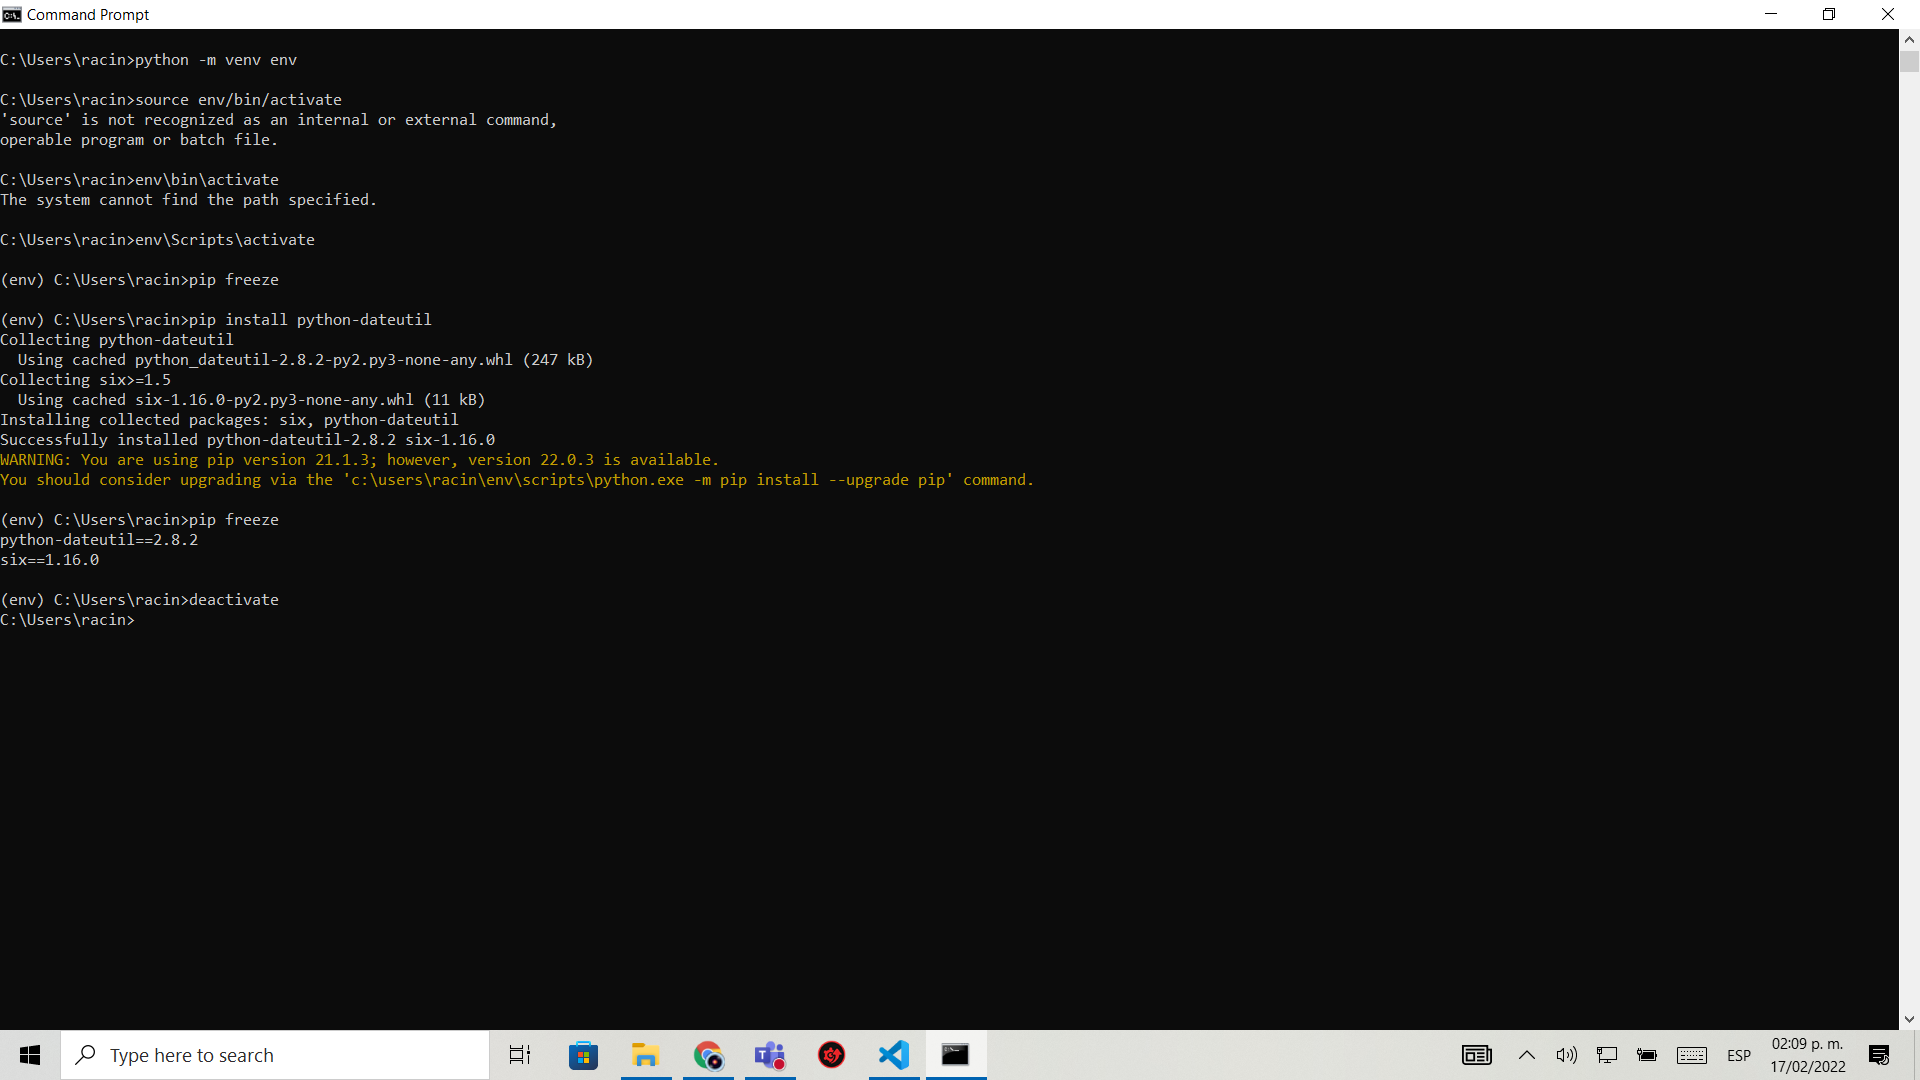 Command Prompt
C:\Users\racin>python -m venv env
C:\Users\racin>source env/bin/activate
'source' is not recognized as an internal or external command,
operable program or batch file.
C:\Users\racin>env\bin\activate
The system cannot find the path specified.
C:\Users\racin>env\Scripts\activate
(env) C:\Users\racin>pip freeze
(env) C:\Users\racin>pip install python-dateutil
Collecting python-dateutil
  Using cached python_dateutil-2.8.2-py2.py3-none-any.whl (247 kB)
Collecting six>=1.5
  Using cached six-1.16.0-py2.py3-none-any.whl (11 kB)
Installing collected packages: six, python-dateutil
Successfully installed python-dateutil-2.8.2 six-1.16.0
WARNING: You are using pip version 21.1.3; however, version 22.0.3 is available.
You should consider upgrading via the 'c:\users\racin\env\scripts\python.exe -m pip install --upgrade pip' command.
(env) C:\Users\racin>pip freeze
python-dateutil==2.8.2
six==1.16.0
(env) C:\Users\racin>deactivate
C:\Users\racin>
Type here to search
ESP
02:09 p. m.
17/02/2022